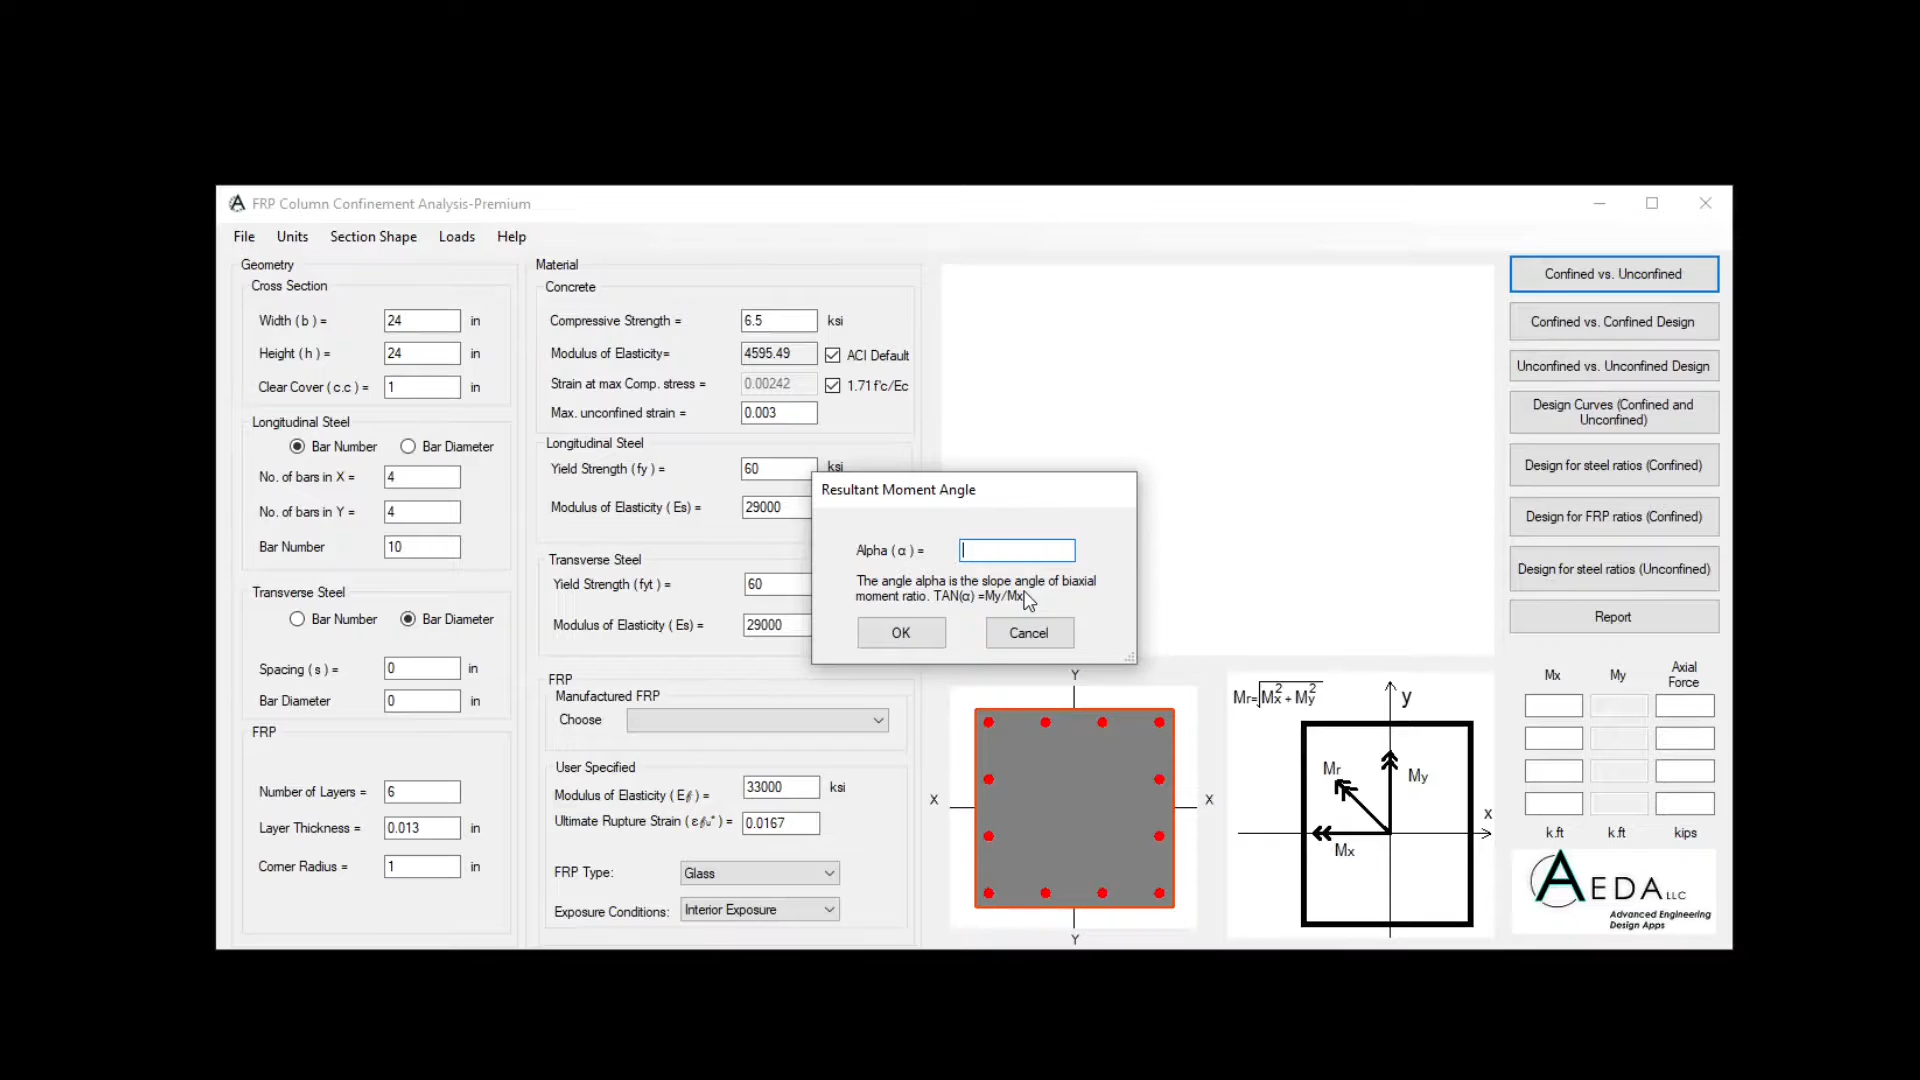 FRP Column Confinement Analysis-Premium
File Units Section Shape Loads Help
Geometry
Cross Section
Width ( b ) = 24 in
Height ( h ) = 24 in
Clear Cover ( c.c ) = 1 in
Longitudinal Steel
Bar Number Bar Diameter
No. of bars in X = 4
No. of bars in Y = 4
Bar Number 10
Transverse Steel
Bar Number Bar Diameter
Spacing ( s ) = 0 in
Bar Diameter 0
FRP
Number of Layers = 6
Layer Thickness = 0.013 in
Corner Radius = 1 in
Material
Concrete
Compressive Strength = 6.5 ksi
Modulus of Elasticity= 4595.49 ACI Default
Strain at max Comp. stress = 0.00242 1.71 f'c/Ec
Max. unconfined strain = 0.003
Longitudinal Steel
Yield Strength ( fy ) = 60 ksi
Modulus of Elasticity ( Es) = 29000
Transverse Steel
Yield Strength ( fyt ) = 60
Modulus of Elasticity ( Es) = 29000
FRP
Manufactured FRP
Choose
User Specified
Modulus of Elasticity ( Ef) = 33000 ksi
Ultimate Rupture Strain ( εfu* ) = 0.0167
FRP Type: Glass
Exposure Conditions: Interior Exposure
Resultant Moment Angle
Alpha ( α ) =
The angle alpha is the slope angle of biaxial
moment ratio. TAN(α) =My/Mx
OK Cancel
Y
X X
Y
Mr=√Mx² + My²
y
Mr
My
x
Mx
Confined vs. Unconfined
Confined vs. Confined Design
Unconfined vs. Unconfined Design
Design Curves (Confined and
Unconfined)
Design for steel ratios (Confined)
Design for FRP ratios (Confined)
Design for steel ratios (Unconfined)
Report
Mx My Axial
Force
k.ft k.ft kips
AEDA LLC
Advanced Engineering
Design Apps